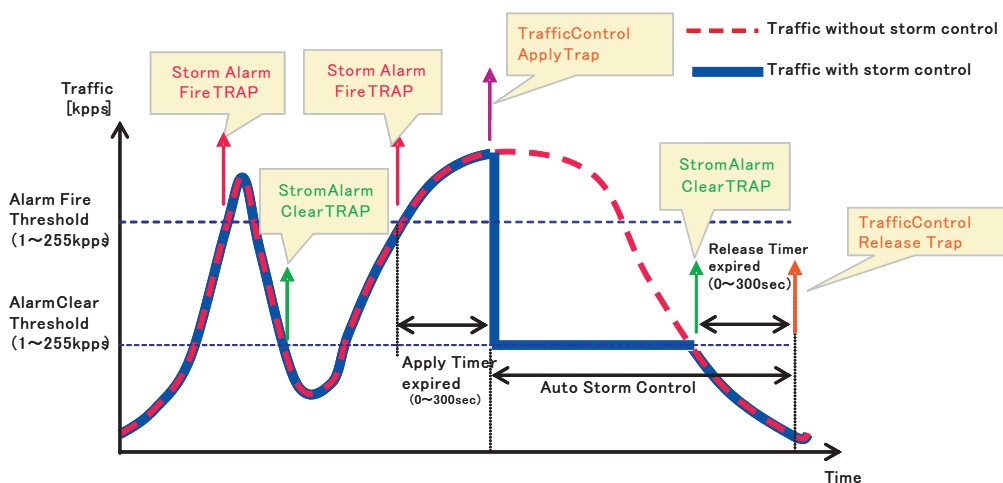 TrafficControl
ApplyTrap
Traffic without storm control
Traffic with storm control
Storm Alarm
FireTRAP
Storm Alarm
FireTRAP
Traffic
[kpps]
StromAlarm
ClearTRAP
StromAlarm
ClearTRAP
Alarm Fire
Threshold
(1～255kpps)
TrafficControl
Release Trap
Release Timer
expired
(0～300sec)
AlarmClear
Threshold
(1～255kpps)
Apply Timer
expired
(0～300sec)
Auto Storm Control
Time